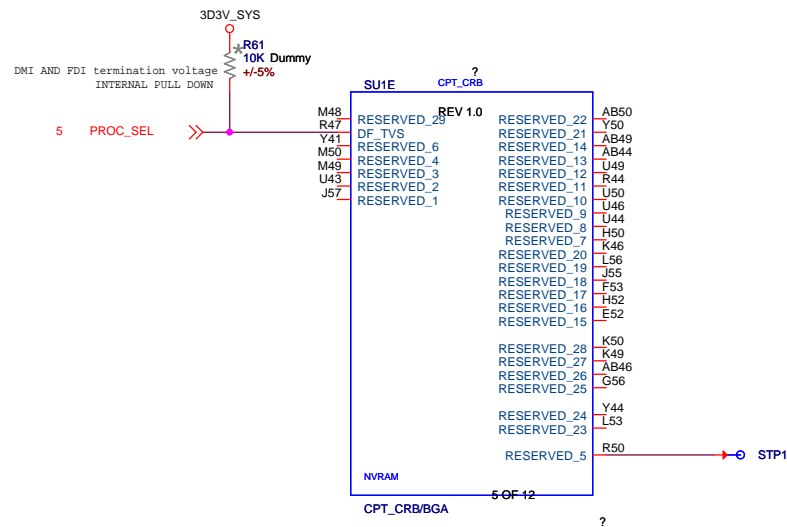 3D3V_SYS
R61
10K Dummy
+/-5%
DMI AND FDI termination voltage
INTERNAL PULL DOWN
5 PROC_SEL
SU1E
?
CPT_CRB
REV 1.0
M48 RESERVED_29
R47 DF_TVS
Y41 RESERVED_6
M50 RESERVED_4
M49 RESERVED_3
U43 RESERVED_2
J57 RESERVED_1
RESERVED_22 AB50
RESERVED_21 Y50
RESERVED_14 AB49
RESERVED_13 AB44
RESERVED_12 U49
RESERVED_11 R44
RESERVED_10 U50
RESERVED_9 U46
RESERVED_8 U44
RESERVED_7 H50
RESERVED_20 K46
RESERVED_19 L56
RESERVED_18 J55
RESERVED_17 F53
RESERVED_16 H52
RESERVED_15 E52
RESERVED_28 K50
RESERVED_27 K49
RESERVED_26 AB46
RESERVED_25 G56
RESERVED_24 Y44
RESERVED_23 L53
RESERVED_5 R50
STP1
NVRAM
5 OF 12
CPT_CRB/BGA
?